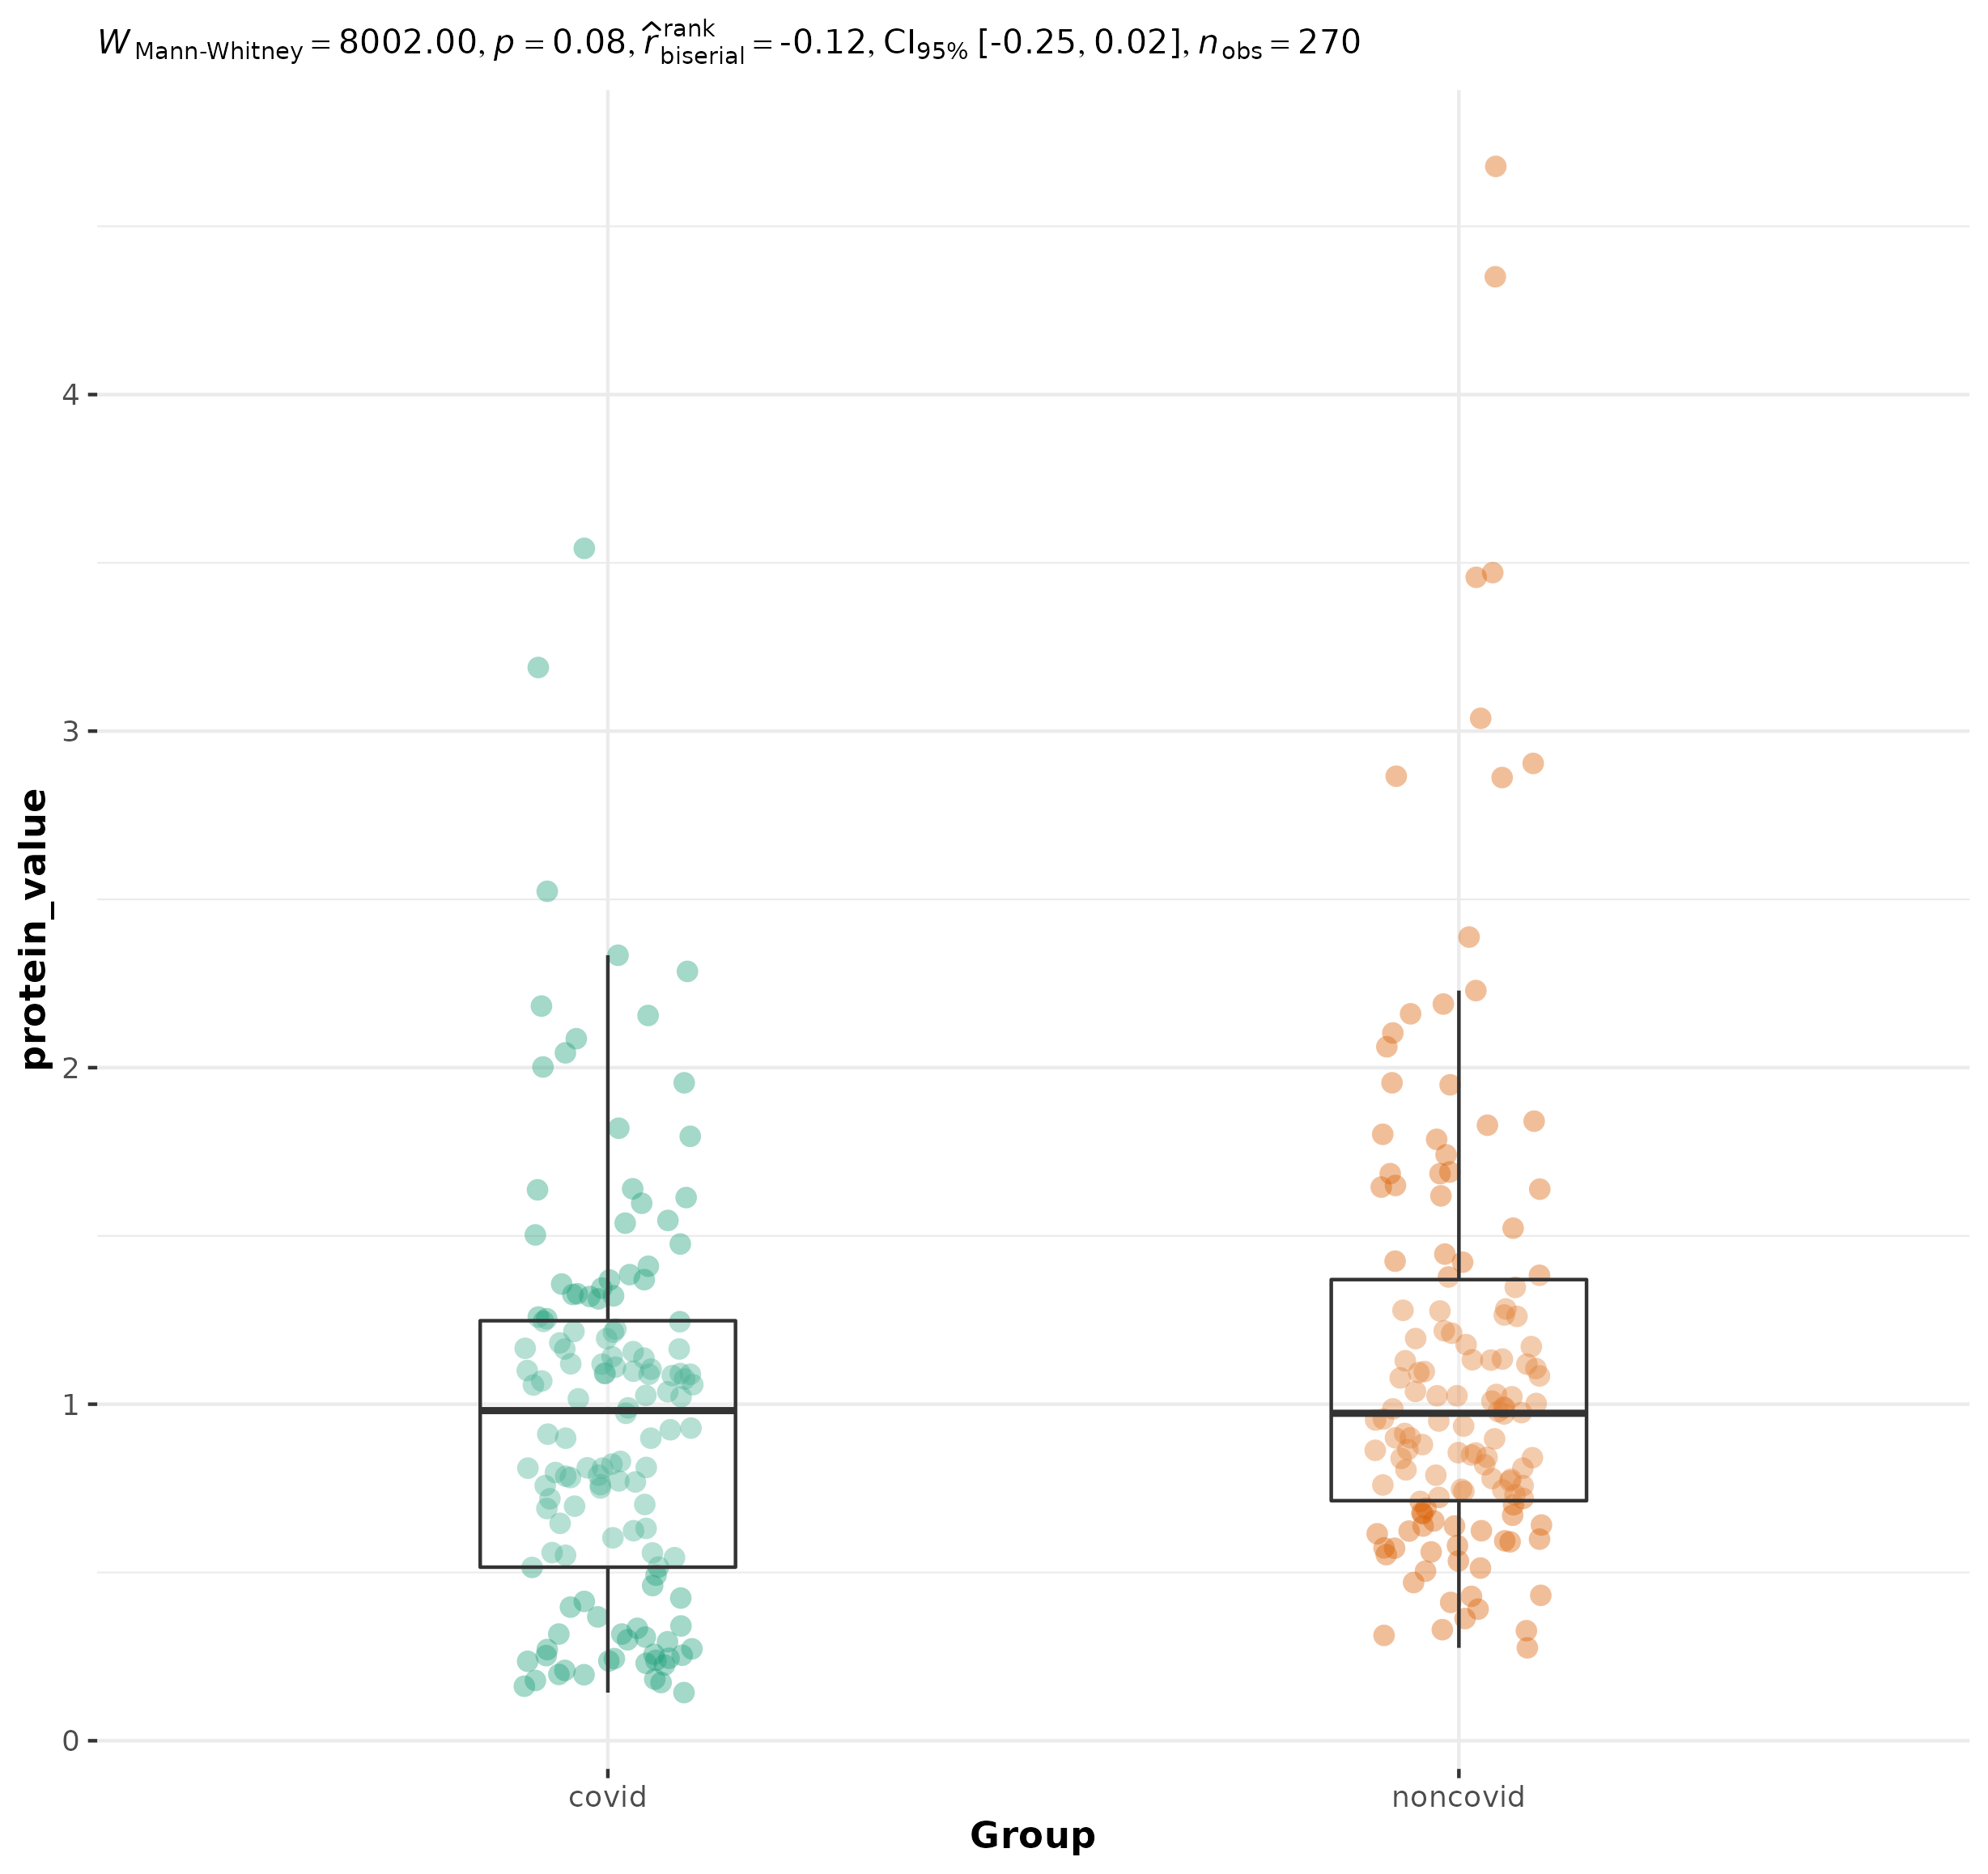 W Mann-Whitney = 8002.00, p = 0.08, r̂ rank biserial = -0.12, CI95% [-0.25, 0.02], nobs = 270
4
3
2
1
0
protein_value
covid noncovid
Group